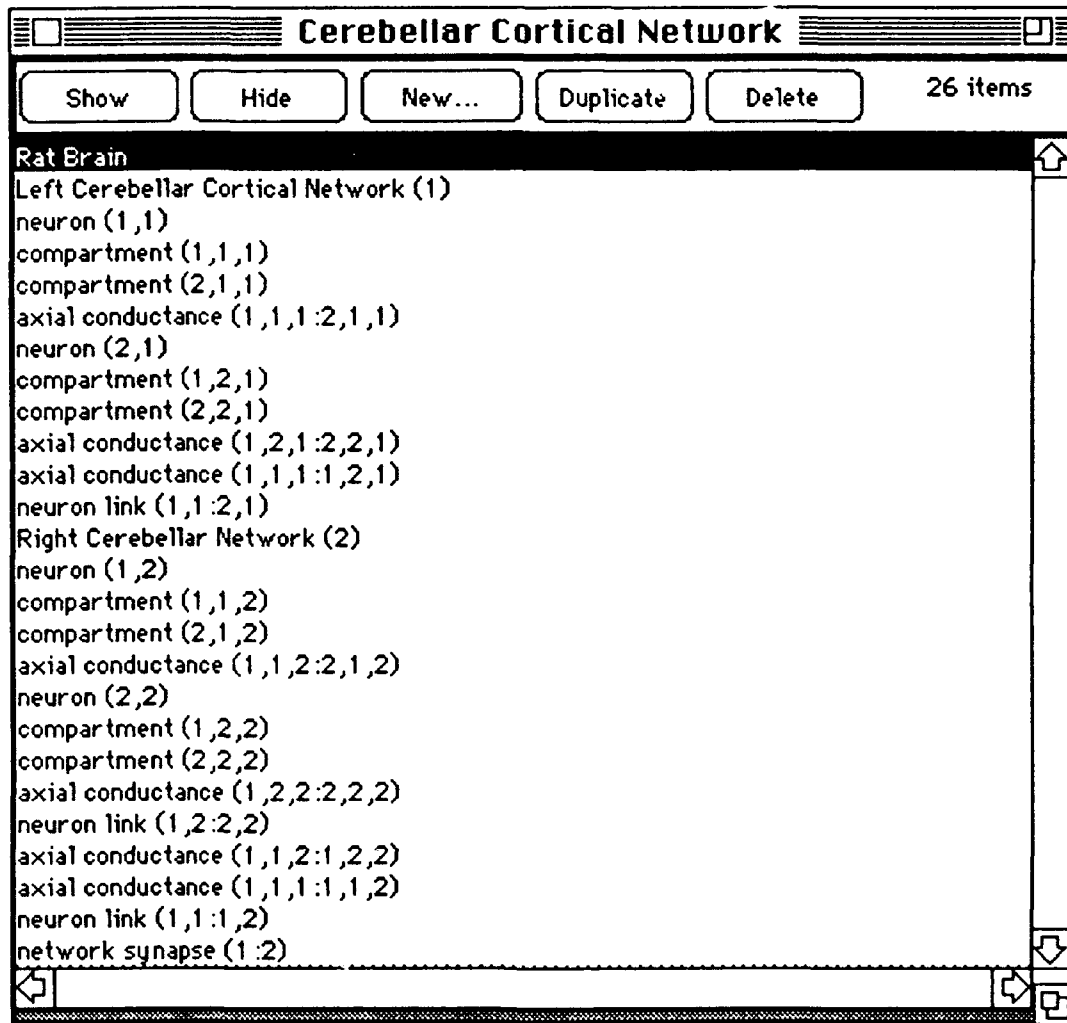 Cerebellar Cortical Network
Show Hide New... Duplicate Delete 26 items
Rat Brain
Left Cerebellar Cortical Network (1)
neuron (1,1)
compartment (1,1,1)
compartment (2,1,1)
axial conductance (1,1,1:2,1,1)
neuron (2,1)
compartment (1,2,1)
compartment (2,2,1)
axial conductance (1,2,1:2,2,1)
axial conductance (1,1,1:1,2,1)
neuron link (1,1:2,1)
Right Cerebellar Network (2)
neuron (1,2)
compartment (1,1,2)
compartment (2,1,2)
axial conductance (1,1,2:2,1,2)
neuron (2,2)
compartment (1,2,2)
compartment (2,2,2)
axial conductance (1,2,2:2,2,2)
neuron link (1,2:2,2)
axial conductance (1,1,2:1,2,2)
axial conductance (1,1,1:1,1,2)
neuron link (1,1:1,2)
network synapse (1:2)